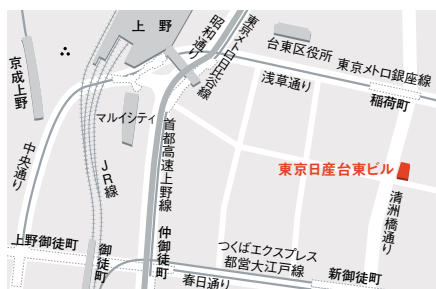 上野
昭和通り
東京メトロ日比谷線
台東区役所
東京メトロ銀座線
浅草通り
稲荷町
京成上野
マルイシティ
中央通り
JR線
首都高速上野線
東京日産台東ビル
清洲橋通り
上野御徒町
御徒町
仲御徒町
つくばエクスプレス
都営大江戸線
新御徒町
春日通り